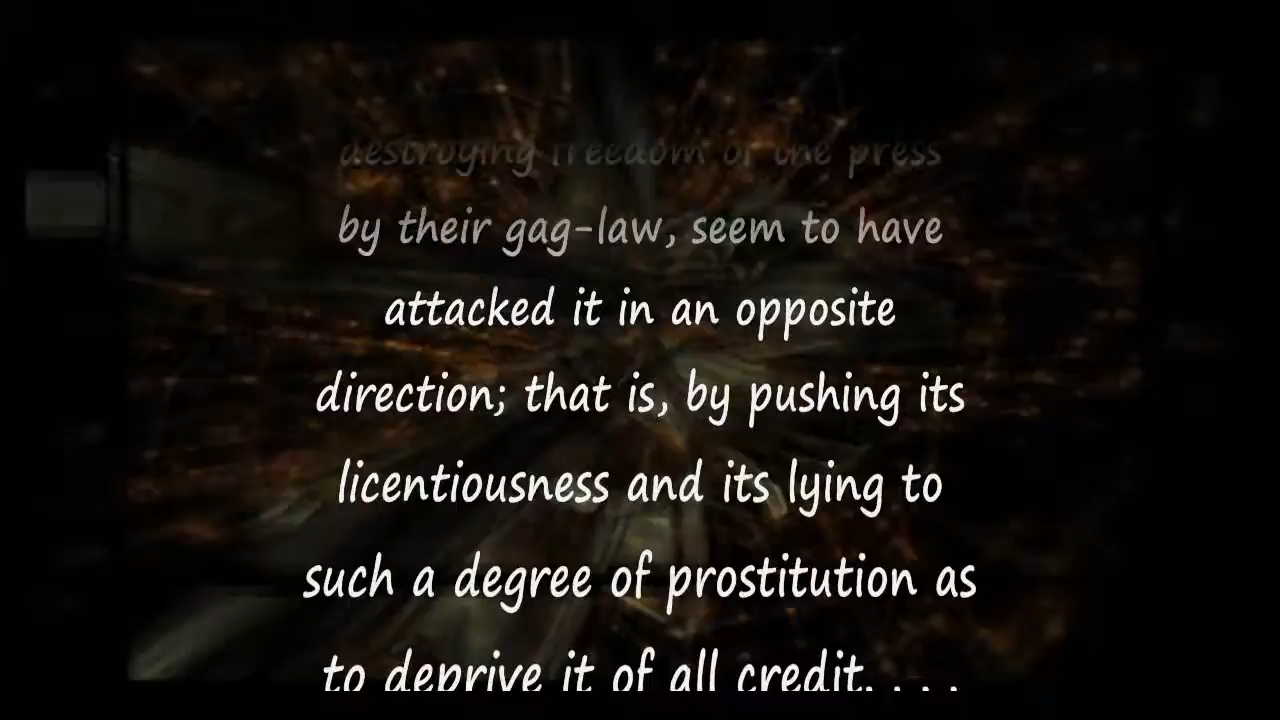 destroying freedom of the press
by their gag-law, seem to have
attacked it in an opposite
direction; that is, by pushing its
licentiousness and its lying to
such a degree of prostitution as
to deprive it of all credit. . . .